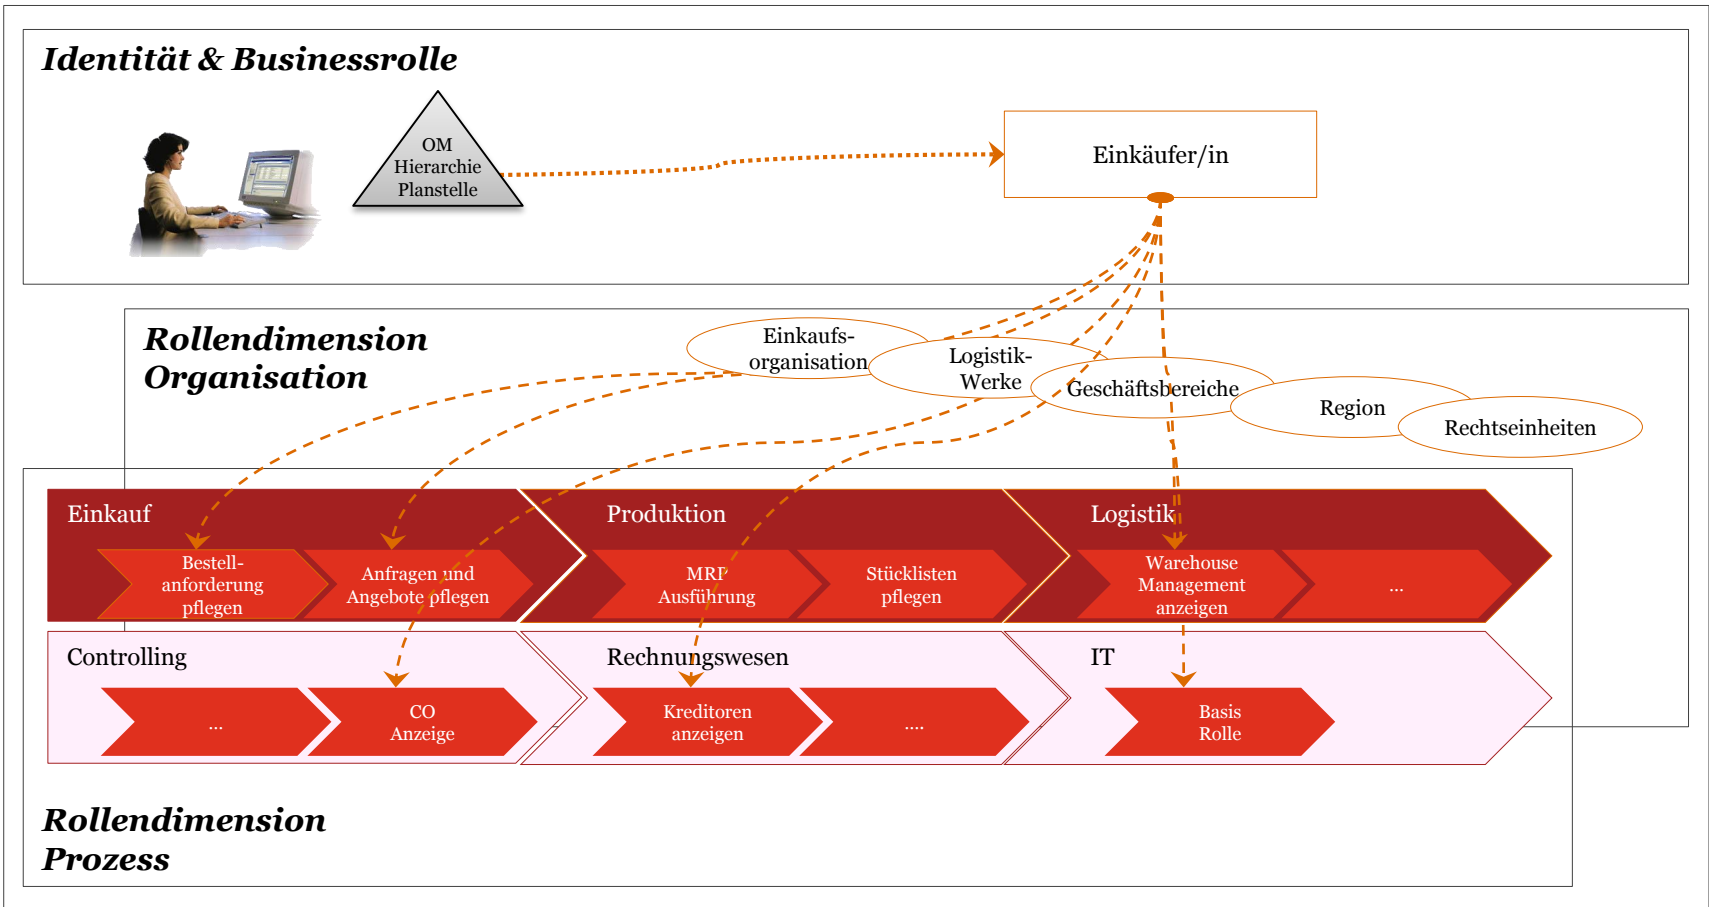 Identität & Businessrolle
OM
Hierarchie
Planstelle
Einkäufer/in
Rollendimension
Organisation
Einkaufs-
organisation
Logistik-
Werke
Geschäftsbereiche
Region
Rechtseinheiten
Einkauf
Bestell-
anforderung
pflegen
Anfragen und
Angebote pflegen
Produktion
MRP
Ausführung
Stücklisten
pflegen
Logistik
Warehouse
Management
anzeigen
...
Controlling
...
CO
Anzeige
Rechnungswesen
Kreditoren
anzeigen
....
IT
Basis
Rolle
Rollendimension
Prozess